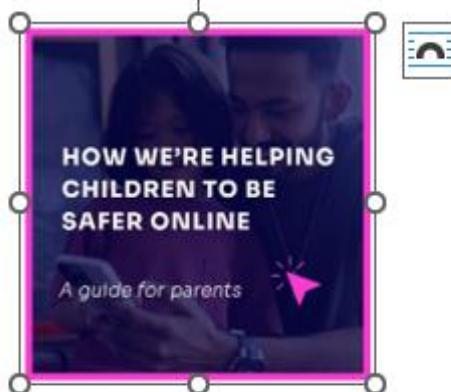 HOW WE'RE HELPING
CHILDREN TO BE
SAFER ONLINE
A guide for parents